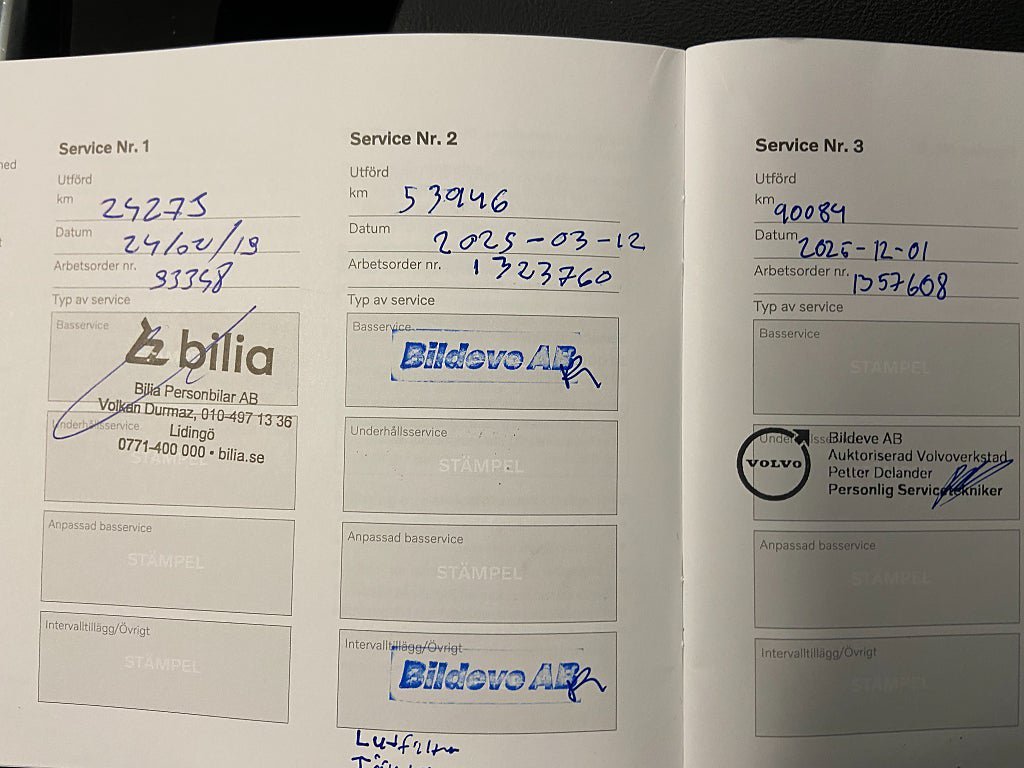 Service Nr. 1
Utförd
km 24275
Datum 24/02/19
Arbetsorder nr. 93348
Typ av service
Basservice
bilia
Bilia Personbilar AB
Volkan Durmaz, 010-497 13 36
Underhållsservice
Lidingö
0771-400 000 • bilia.se
STÄMPEL
Anpassad basservice
STÄMPEL
Intervalltillägg/Övrigt
STÄMPEL
Service Nr. 2
Utförd
km 53946
Datum 2025-03-12
Arbetsorder nr. 1323760
Typ av service
Basservice
Bildeve AB
Underhållsservice
STÄMPEL
Anpassad basservice
STÄMPEL
Intervalltillägg/Övrigt
Bildeve AB
Luftfilter
Service Nr. 3
Utförd
km 90084
Datum 2025-12-01
Arbetsorder nr. 1357608
Typ av service
Basservice
STÄMPEL
VOLVO
Bildeve AB
Auktoriserad Volvoverkstad
Petter Delander
Personlig Servicetekniker
Anpassad basservice
STÄMPEL
Intervalltillägg/Övrigt
STÄMPEL